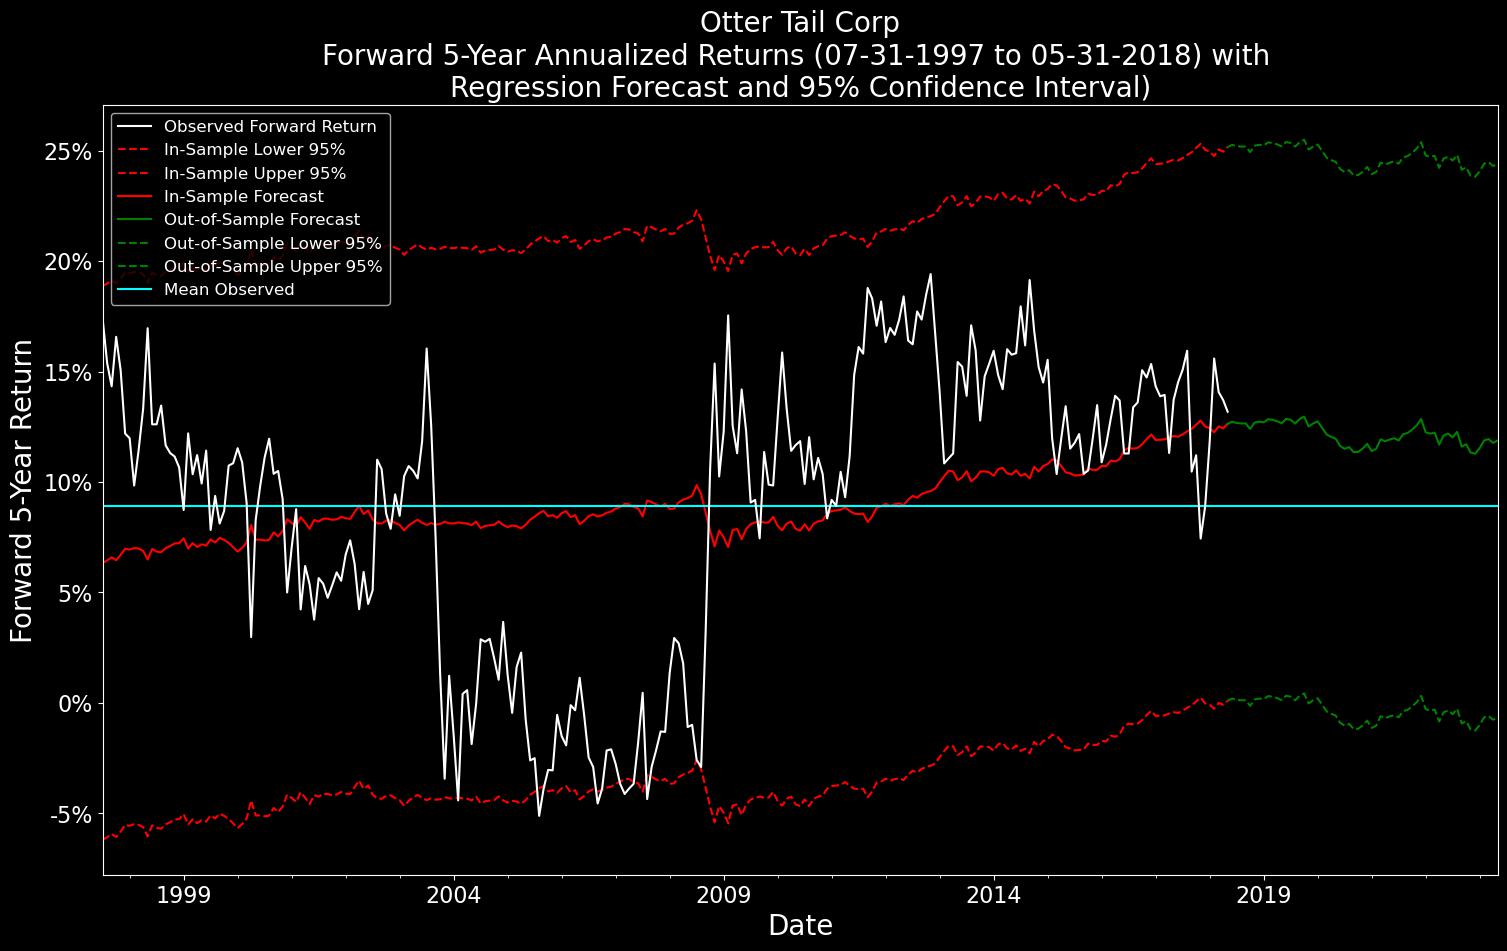 Otter Tail Corp
Forward 5-Year Annualized Returns (07-31-1997 to 05-31-2018) with
Regression Forecast and 95% Confidence Interval)
Observed Forward Return
In-Sample Lower 95%
In-Sample Upper 95%
In-Sample Forecast
Out-of-Sample Forecast
Out-of-Sample Lower 95%
Out-of-Sample Upper 95%
Mean Observed
Forward 5-Year Return
25%
20%
15%
10%
5%
0%
-5%
1999
2004
2009
2014
2019
Date